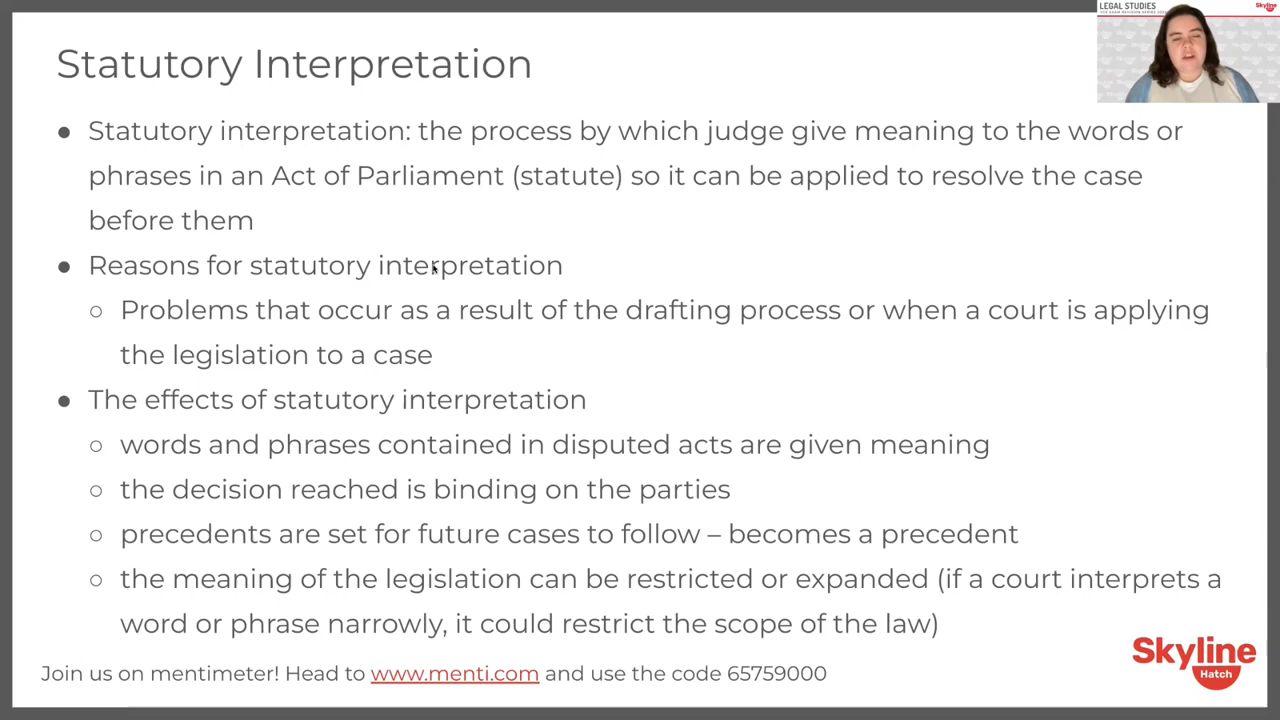 LEGAL STUDIES
Skyline
Statutory Interpretation
● Statutory interpretation: the process by which judge give meaning to the words or
phrases in an Act of Parliament (statute) so it can be applied to resolve the case
before them
● Reasons for statutory interpretation
○ Problems that occur as a result of the drafting process or when a court is applying
the legislation to a case
● The effects of statutory interpretation
○ words and phrases contained in disputed acts are given meaning
○ the decision reached is binding on the parties
○ precedents are set for future cases to follow – becomes a precedent
○ the meaning of the legislation can be restricted or expanded (if a court interprets a
word or phrase narrowly, it could restrict the scope of the law)
Join us on mentimeter! Head to www.menti.com and use the code 65759000
Skyline
Hatch